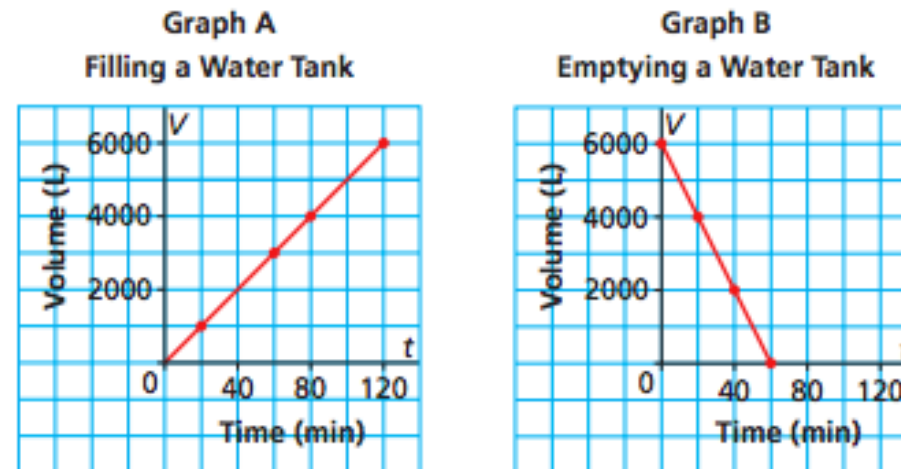 Graph A
Filling a Water Tank
V
6000
4000
2000
Volume (L)
t
0 40 80 120
Time (min)
Graph B
Emptying a Water Tank
V
6000
4000
2000
Volume (L)
0 40 80 120
Time (min)